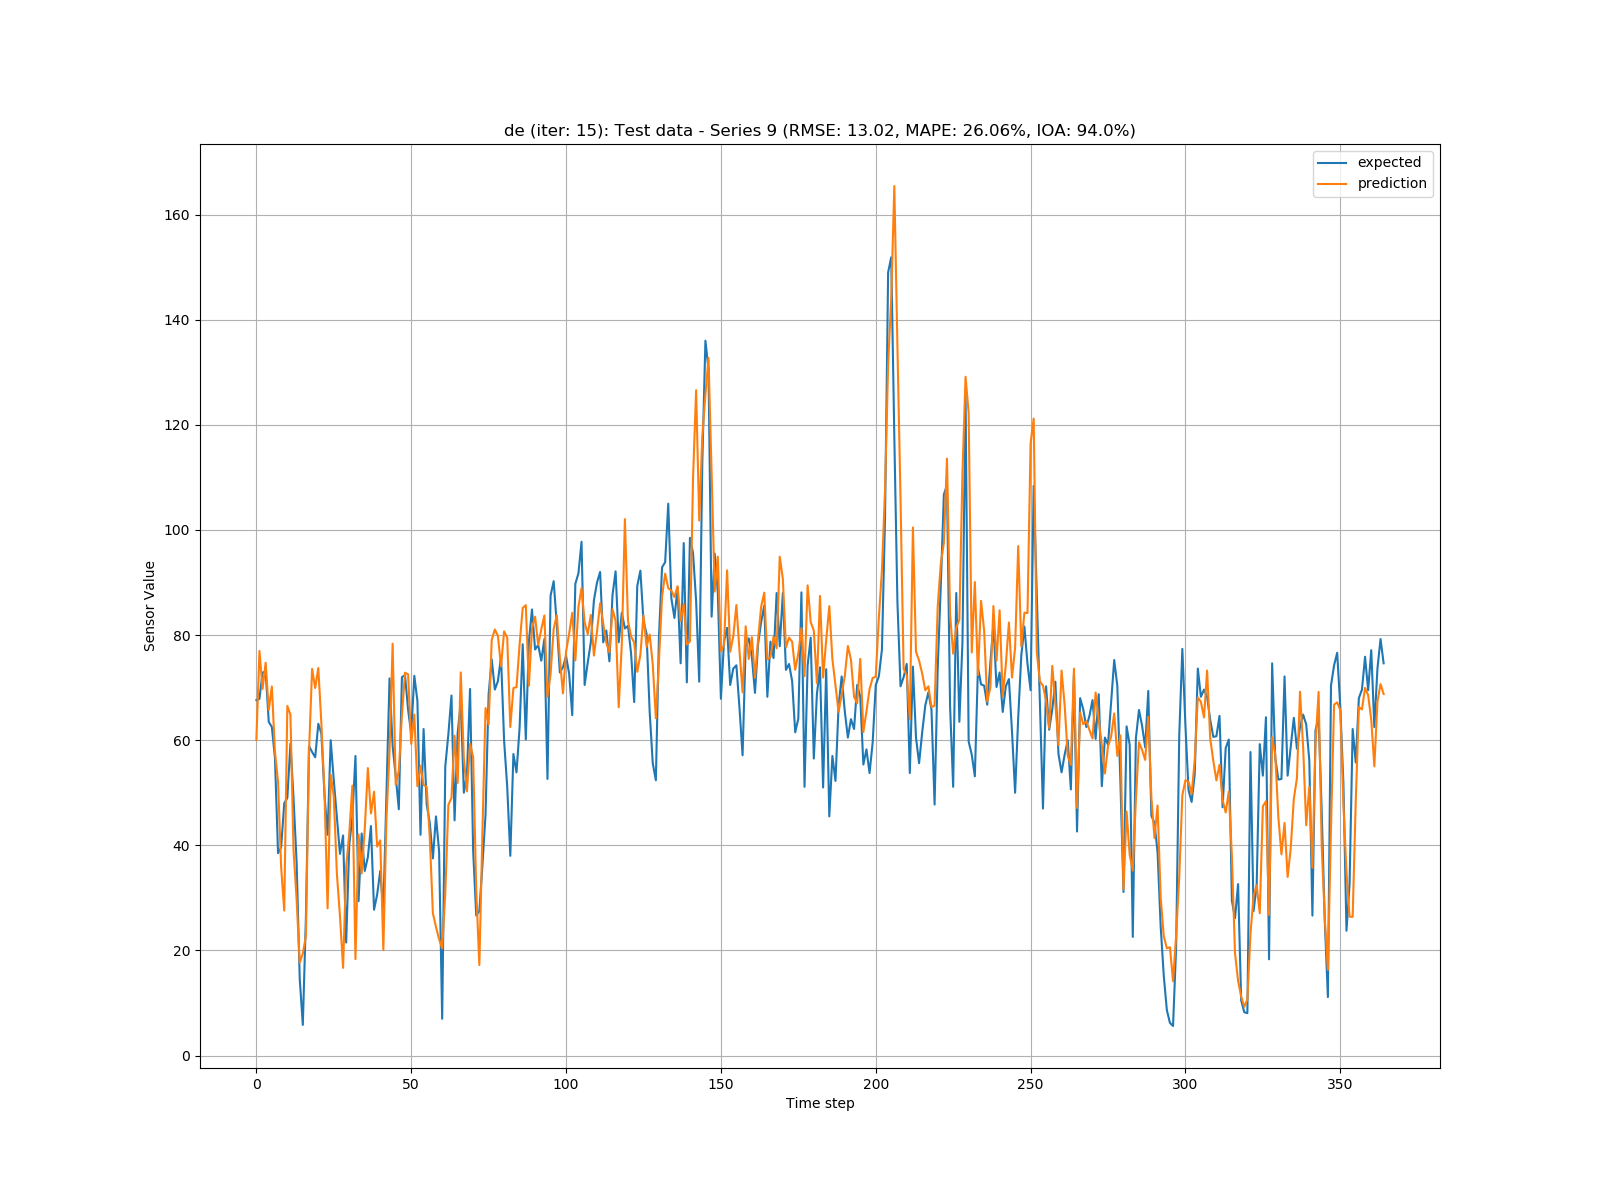 de (iter: 15): Test data - Series 9 (RMSE: 13.02, MAPE: 26.06%, IOA: 94.0%)
expected
prediction
160
140
120
100
80
60
40
20
0
Sensor Value
0 50 100 150 200 250 300 350
Time step